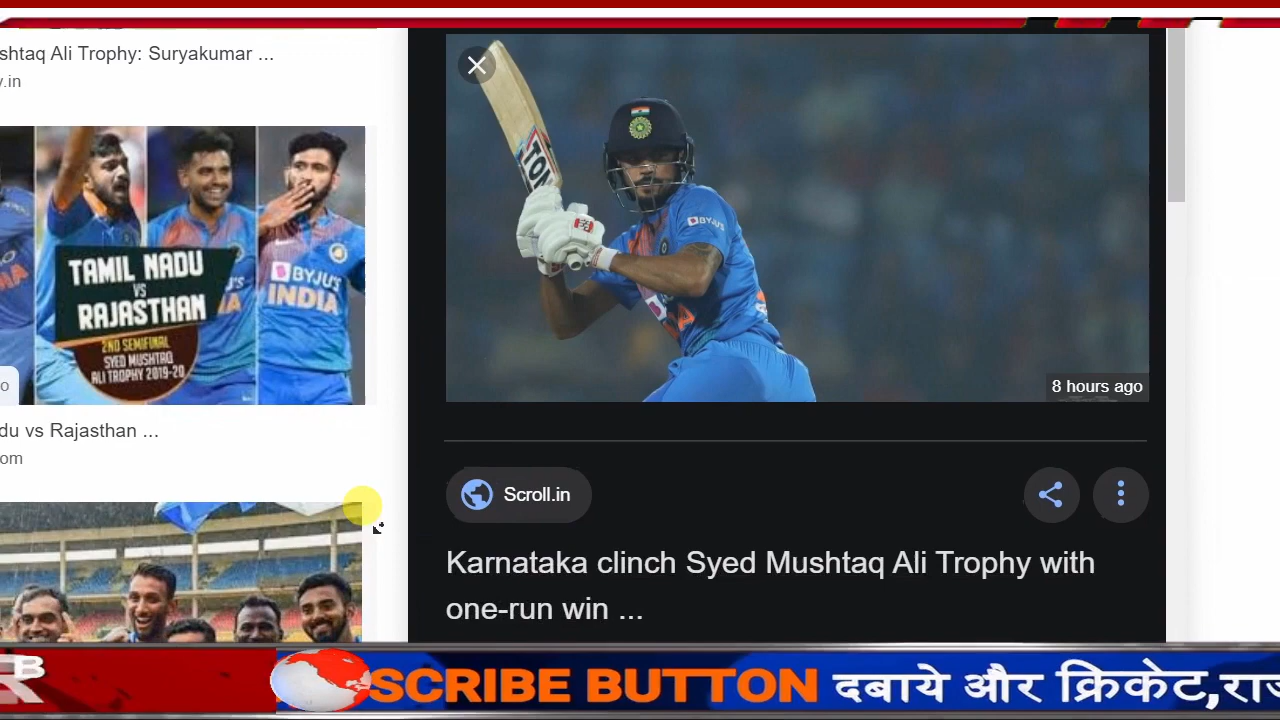 shtaq Ali Trophy: Suryakumar ...
v.in
TAMIL NADU
VS
RAJASTHAN
2ND SEMIFINAL
SYED MUSHTAQ
ALI TROPHY 2019-20
BYJU'S
INDIA
du vs Rajasthan ...
om
TON
BYJU'S
8 hours ago
Scroll.in
Karnataka clinch Syed Mushtaq Ali Trophy with
one-run win ...
SCRIBE BUTTON दबाये और क्रिकेट,राज